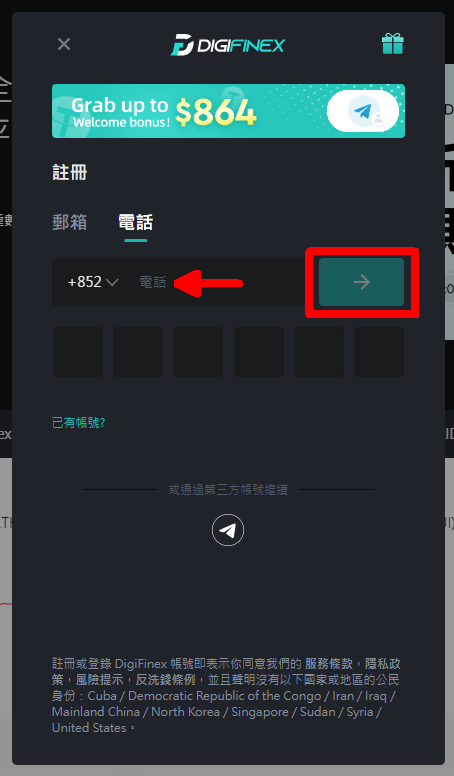 DIGIFINEX
Grab up to $864
Welcome bonus!
註冊
郵箱 電話
+852 電話
已有帳號?
或通過第三方帳號繼續
註冊或登錄 DigiFinex 帳號即表示你同意我們的 服務條款，隱私政
策，風險提示，反洗錢條例，並且聲明沒有以下國家或地區的公民
身份：Cuba / Democratic Republic of the Congo / Iran / Iraq /
Mainland China / North Korea / Singapore / Sudan / Syria /
United States。